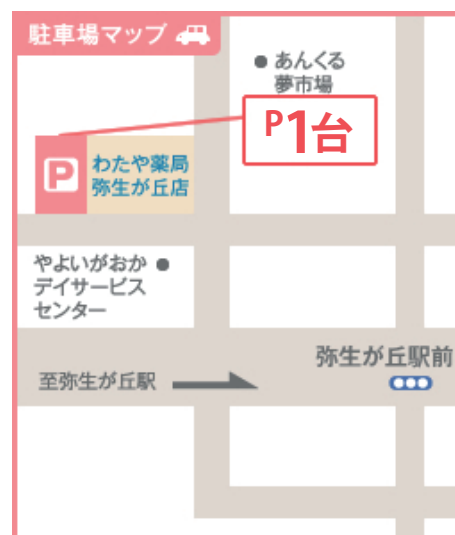 駐車場マップ
● あんくる
夢市場
P1台
P
わたや薬局
弥生が丘店
やよいがおか ●
デイサービス
センター
弥生が丘駅前
至弥生が丘駅